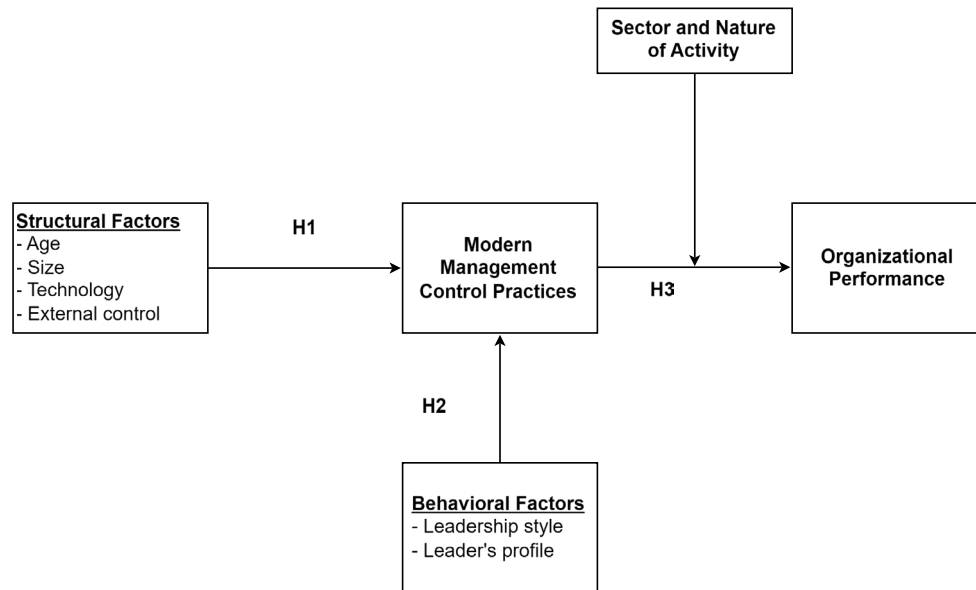 Sector and Nature
of Activity
Structural Factors
- Age
- Size
- Technology
- External control
H1
Modern
Management
Control Practices
H3
Organizational
Performance
H2
Behavioral Factors
- Leadership style
- Leader's profile